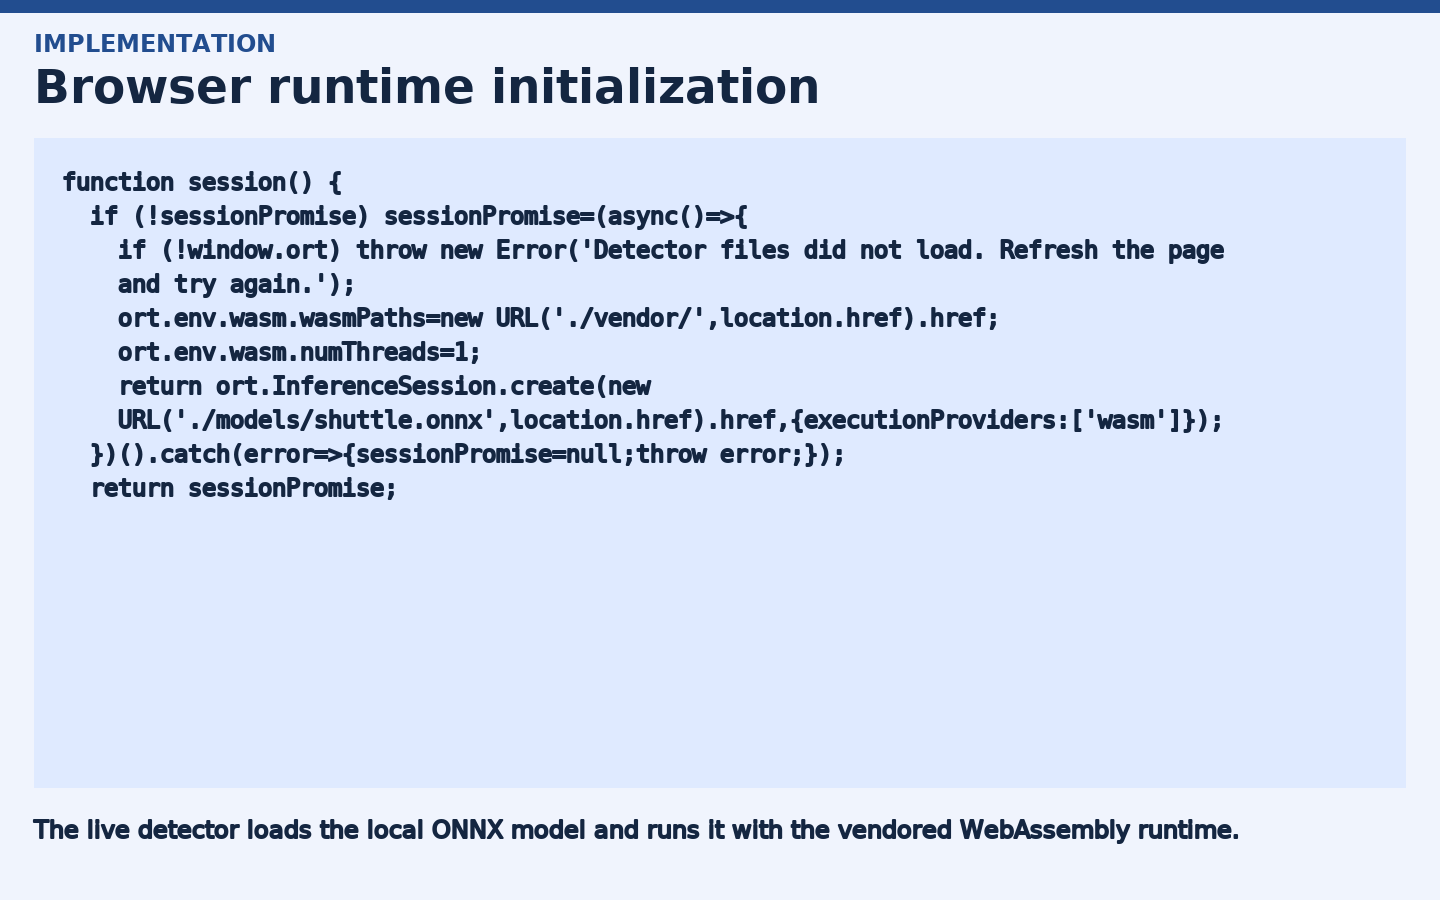 IMPLEMENTATION
Browser runtime initialization
function session() {
  if (!sessionPromise) sessionPromise=(async()=>{
    if (!window.ort) throw new Error('Detector files did not load. Refresh the page
    and try again.');
    ort.env.wasm.wasmPaths=new URL('./vendor/',location.href).href;
    ort.env.wasm.numThreads=1;
    return ort.InferenceSession.create(new
    URL('./models/shuttle.onnx',location.href).href,{executionProviders:['wasm']});
  })().catch(error=>{sessionPromise=null;throw error;});
  return sessionPromise;
The live detector loads the local ONNX model and runs it with the vendored WebAssembly runtime.